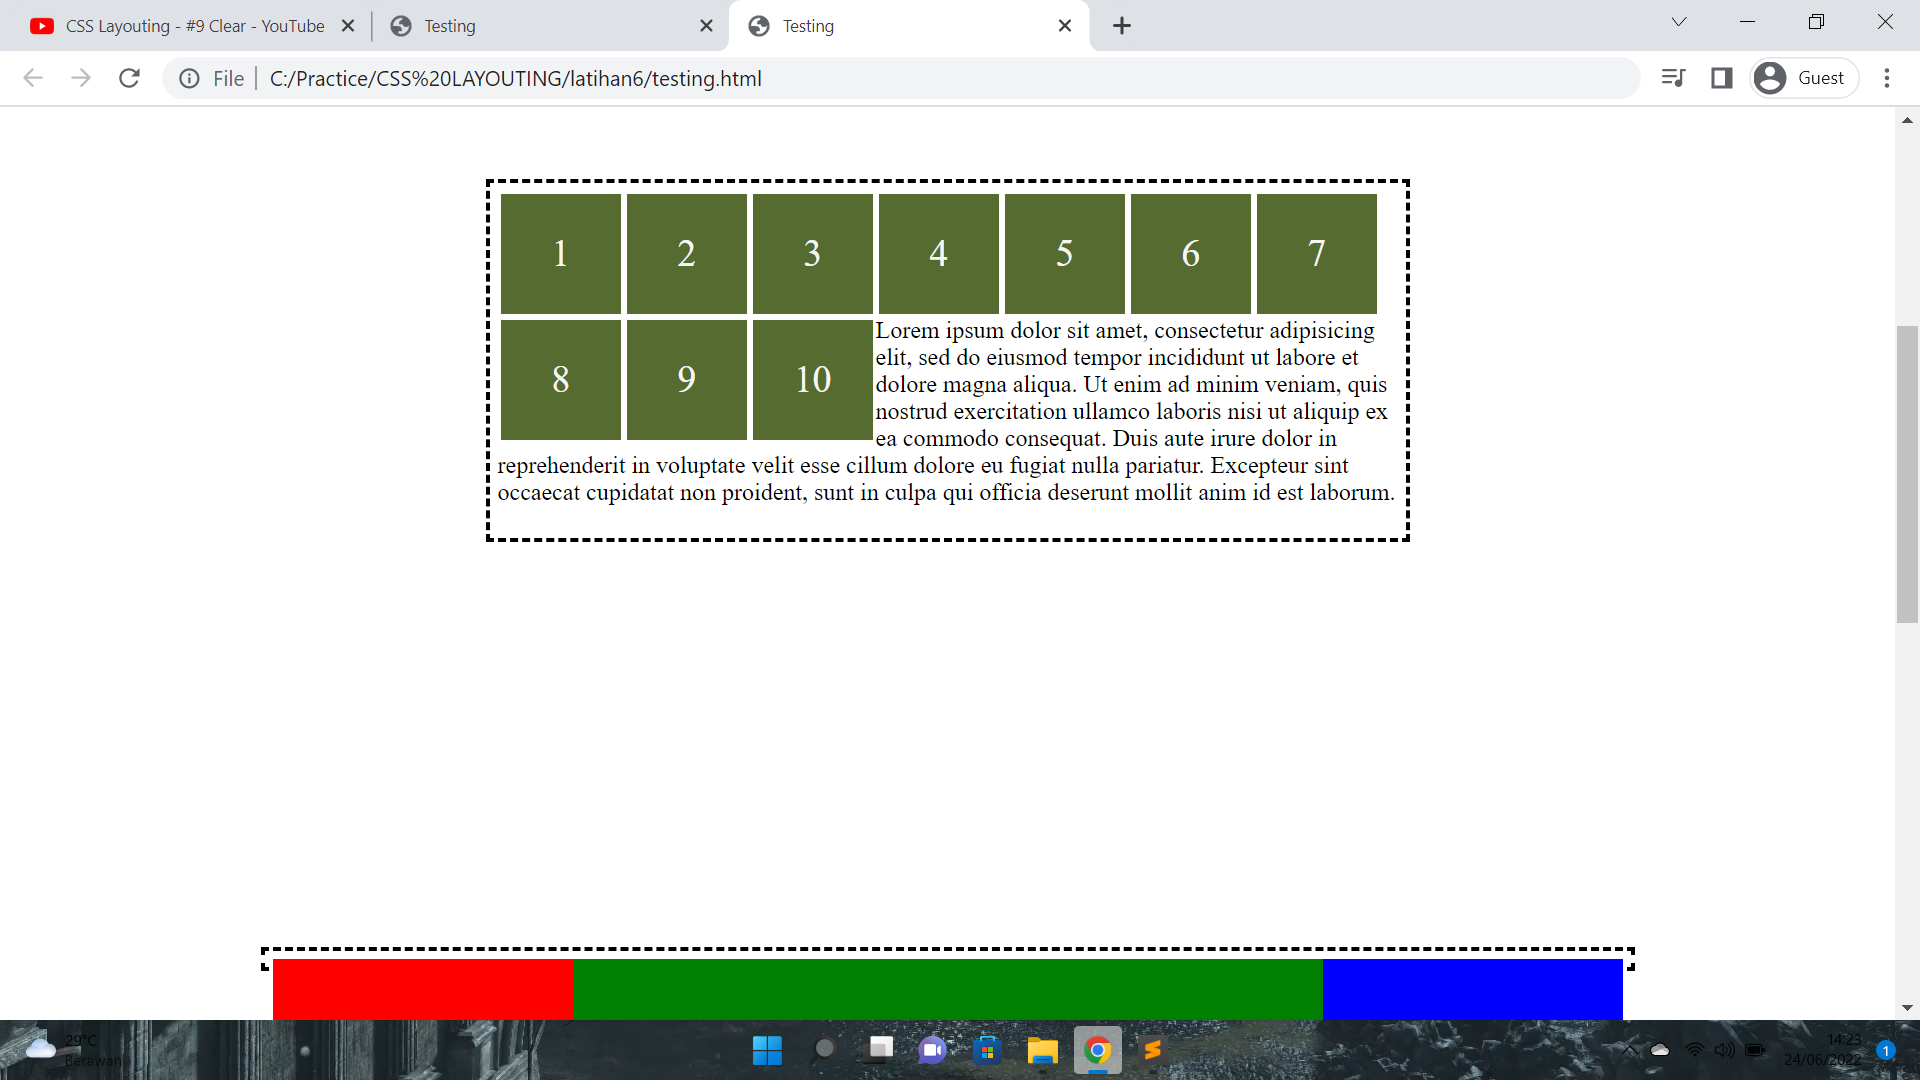 CSS Layouting - #9 Clear - YouTube
Testing
Testing
File
C:/Practice/CSS%20LAYOUTING/latihan6/testing.html
Guest
1 2 3 4 5 6 7
8 9 10
Lorem ipsum dolor sit amet, consectetur adipisicing
elit, sed do eiusmod tempor incididunt ut labore et
dolore magna aliqua. Ut enim ad minim veniam, quis
nostrud exercitation ullamco laboris nisi ut aliquip ex
ea commodo consequat. Duis aute irure dolor in
reprehenderit in voluptate velit esse cillum dolore eu fugiat nulla pariatur. Excepteur sint
occaecat cupidatat non proident, sunt in culpa qui officia deserunt mollit anim id est laborum.
29°C
Berawan
14:23
24/06/2022
1